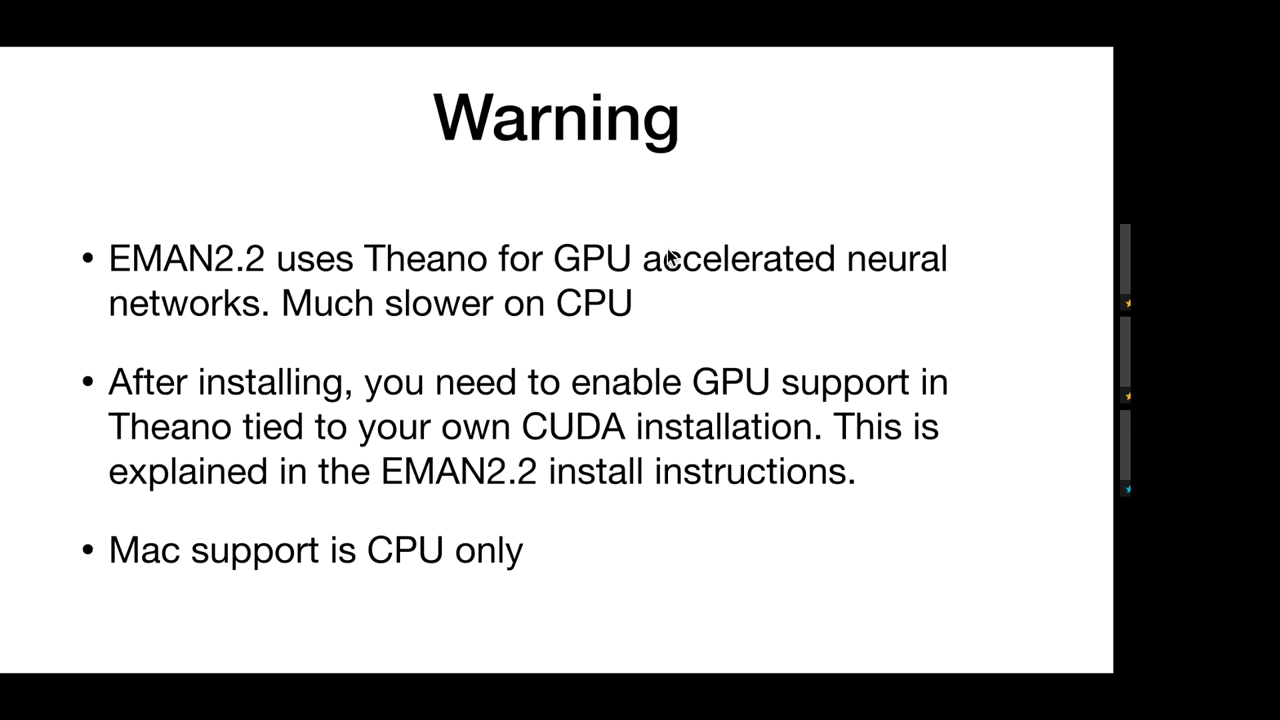 Warning
• EMAN2.2 uses Theano for GPU accelerated neural
networks. Much slower on CPU
• After installing, you need to enable GPU support in
Theano tied to your own CUDA installation. This is
explained in the EMAN2.2 install instructions.
• Mac support is CPU only